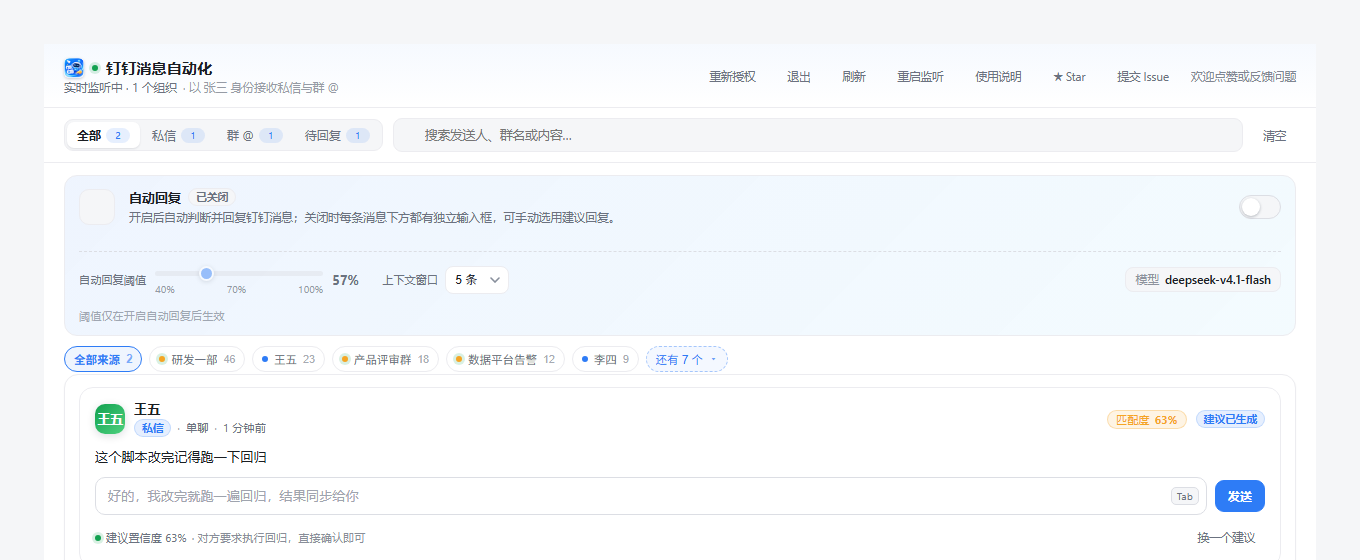 钉钉消息自动化
实时监听中 · 1 个组织 · 以 张三 身份接收私信与群 @
重新授权 退出 刷新 重启监听 使用说明 ★ Star 提交 Issue 欢迎点赞或反馈问题
全部 2 私信 1 群 @ 1 待回复 1 搜索发送人、群名或内容... 清空
自动回复 已关闭
开启后自动判断并回复钉钉消息；关闭时每条消息下方都有独立输入框，可手动选用建议回复。
自动回复阈值 57% 上下文窗口 5 条 模型 deepseek-v4.1-flash
40% 70% 100%
阈值仅在开启自动回复后生效
全部来源 2 研发一部 46 王五 23 产品评审群 18 数据平台告警 12 李四 9 还有 7 个
王五 王五
私信 · 单聊 · 1 分钟前 匹配度 63% 建议已生成
这个脚本改完记得跑一下回归
好的，我改完就跑一遍回归，结果同步给你 Tab 发送
建议置信度 63% · 对方要求执行回归，直接确认即可 换一个建议